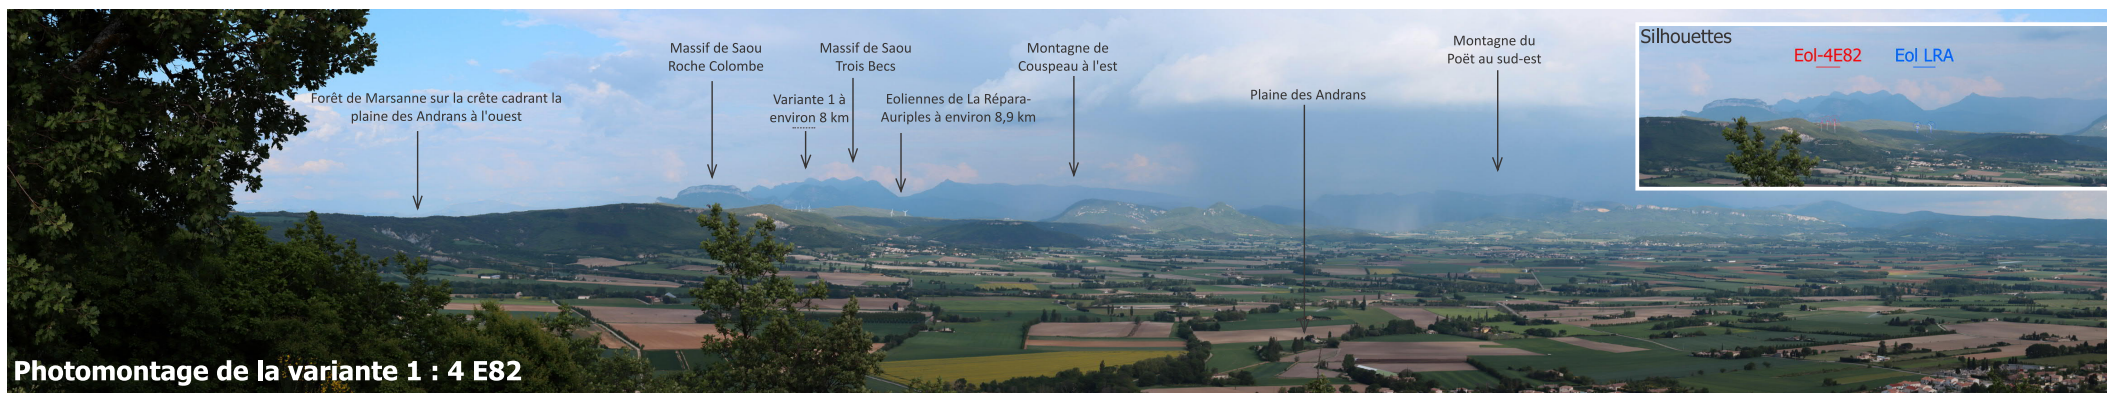 Forêt de Marsanne sur la crête cadrant la
plaine des Andrans à l'ouest
Massif de Saou
Roche Colombe
Variante 1 à
environ 8 km
Massif de Saou
Trois Becs
Eoliennes de La Répara-
Auriples à environ 8,9 km
Montagne de
Couspeau à l'est
Plaine des Andrans
Montagne du
Poët au sud-est
Silhouettes
Eol-4E82
Eol LRA
Photomontage de la variante 1 : 4 E82